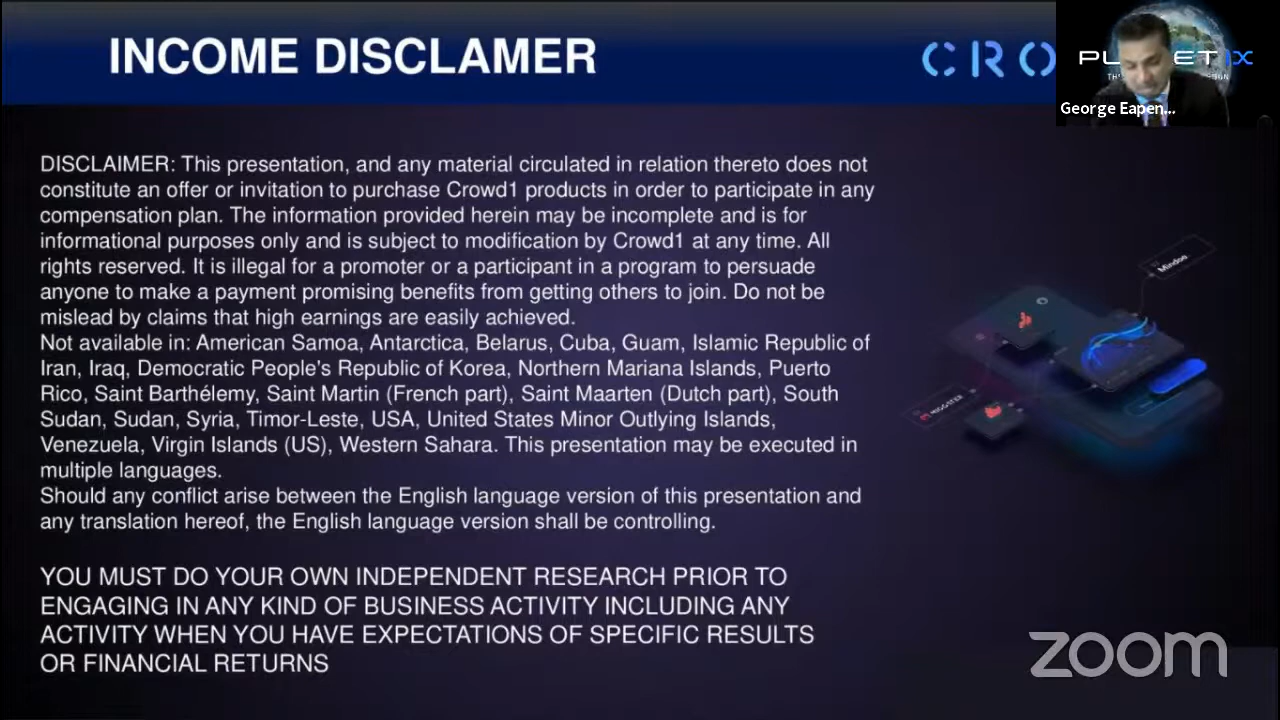 INCOME DISCLAMER
CRO
PL ET IX
George Eapen...
DISCLAIMER: This presentation, and any material circulated in relation thereto does not
constitute an offer or invitation to purchase Crowd1 products in order to participate in any
compensation plan. The information provided herein may be incomplete and is for
informational purposes only and is subject to modification by Crowd1 at any time. All
rights reserved. It is illegal for a promoter or a participant in a program to persuade
anyone to make a payment promising benefits from getting others to join. Do not be
mislead by claims that high earnings are easily achieved.
Not available in: American Samoa, Antarctica, Belarus, Cuba, Guam, Islamic Republic of
Iran, Iraq, Democratic People's Republic of Korea, Northern Mariana Islands, Puerto
Rico, Saint Barthélemy, Saint Martin (French part), Saint Maarten (Dutch part), South
Sudan, Sudan, Syria, Timor-Leste, USA, United States Minor Outlying Islands,
Venezuela, Virgin Islands (US), Western Sahara. This presentation may be executed in
multiple languages.
Should any conflict arise between the English language version of this presentation and
any translation hereof, the English language version shall be controlling.
YOU MUST DO YOUR OWN INDEPENDENT RESEARCH PRIOR TO
ENGAGING IN ANY KIND OF BUSINESS ACTIVITY INCLUDING ANY
ACTIVITY WHEN YOU HAVE EXPECTATIONS OF SPECIFIC RESULTS
OR FINANCIAL RETURNS
Mindoo
MIGGSTER
zoom